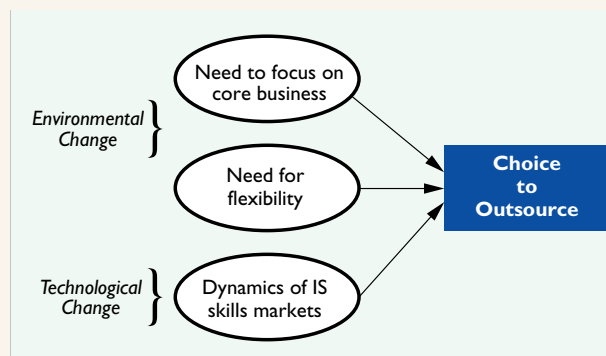 Need to focus on
core business
Environmental
Change
Need for
flexibility
Choice
to
Outsource
Technological
Change
Dynamics of IS
skills markets